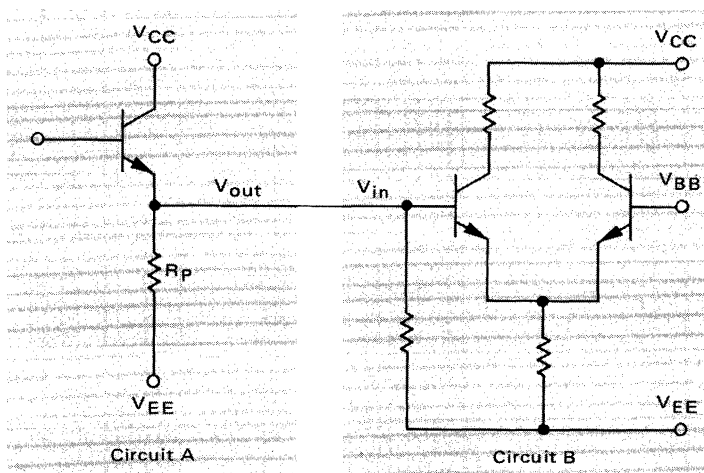 VCC
Vout
RP
VEE
Circuit A
VCC
VBB
Vin
VEE
Circuit B